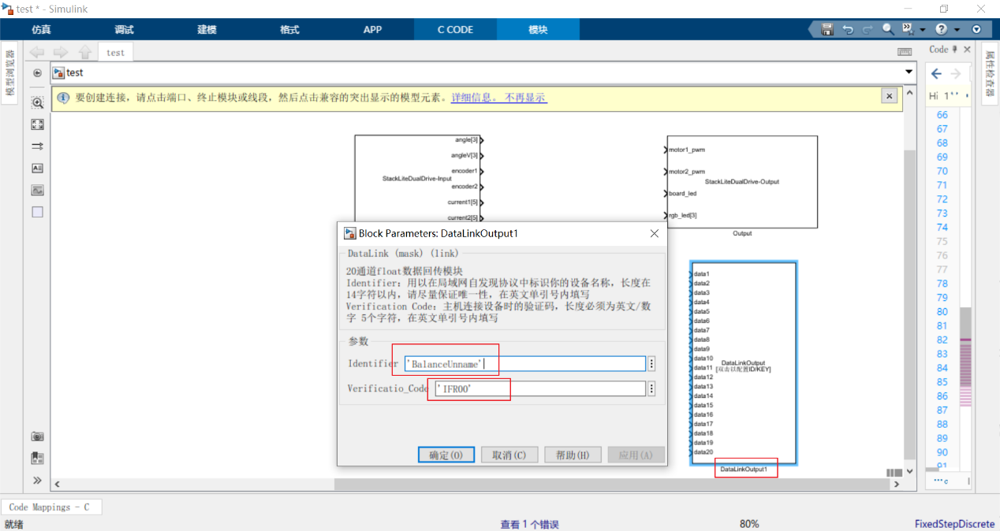 test * - Simulink
仿真 调试 建模 格式 APP C CODE 模块
模型浏览器
test
Code
属性检查器
test
要创建连接，请点击端口、终止模块或线段，然后点击兼容的突出显示的模型元素。详细信息。 不再显示
Hi 1**
66
67
68
69
70
71
72
73
74
75
76
77
78
79
80
81
82
83
84
85
86
87
88
89
90
91
angle[3]
angleV[3]
encoder1
StackLiteDualDrive-Input
encoder2
current1[5]
current2[5]
motor1_pwm
motor2_pwm
StackLiteDualDrive-Output
board_led
rgb_led[3]
Output
Block Parameters: DataLinkOutput1
DataLink (mask) (link)
20通道float数据回传模块
Identifier: 用以在局域网自发现协议中标识你的设备名称，长度在
14字符以内，请尽量保证唯一性，在英文单引号内填写
Verification Code: 主机连接设备时的验证码，长度必须为英文/数
字 5个字符，在英文单引号内填写
参数
Identifier 'BalanceUnname'
Verificatio_Code 'IFR00'
确定(O) 取消(C) 帮助(H) 应用(A)
data1
data2
data3
data4
data5
data6
data7
data8
data9
data10
DataLinkOutput
data11 [双击以配置ID/KEY]
data12
data13
data14
data15
data16
data17
data18
data19
data20
DataLinkOutput1
Code Mappings - C
就绪 查看 1 个错误 80% FixedStepDiscrete